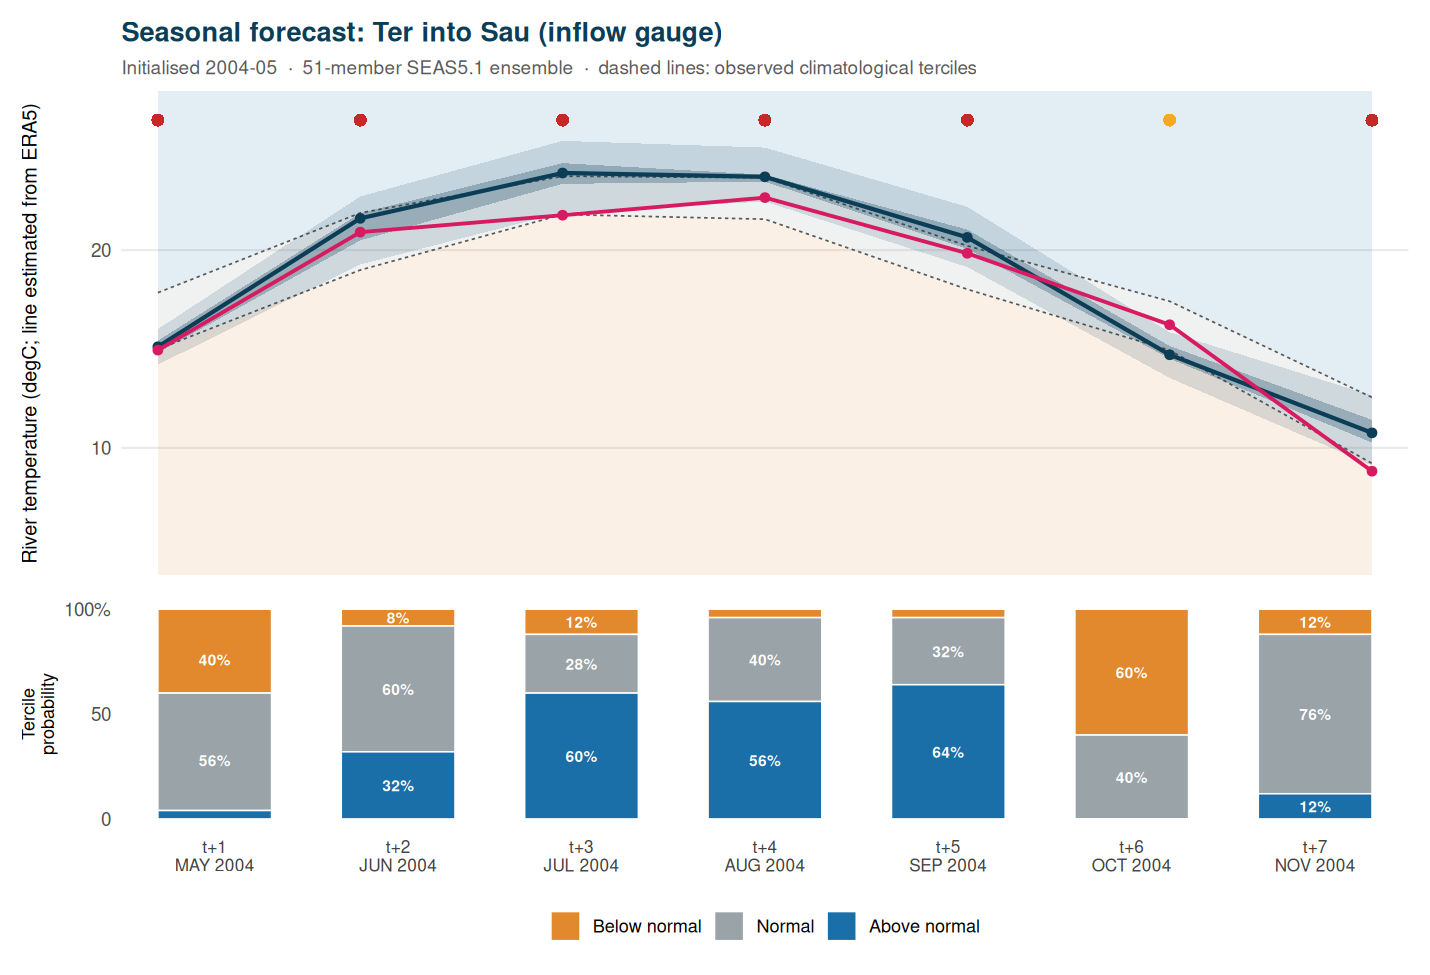 Seasonal forecast: Ter into Sau (inflow gauge)
Initialised 2004-05 · 51-member SEAS5.1 ensemble · dashed lines: observed climatological terciles
River temperature (degC; line estimated from ERA5)
20
10
Tercile
probability
100%
50
0
40%
56%
8%
60%
32%
12%
28%
60%
40%
56%
32%
64%
60%
40%
12%
76%
12%
t+1
MAY 2004
t+2
JUN 2004
t+3
JUL 2004
t+4
AUG 2004
t+5
SEP 2004
t+6
OCT 2004
t+7
NOV 2004
Below normal
Normal
Above normal